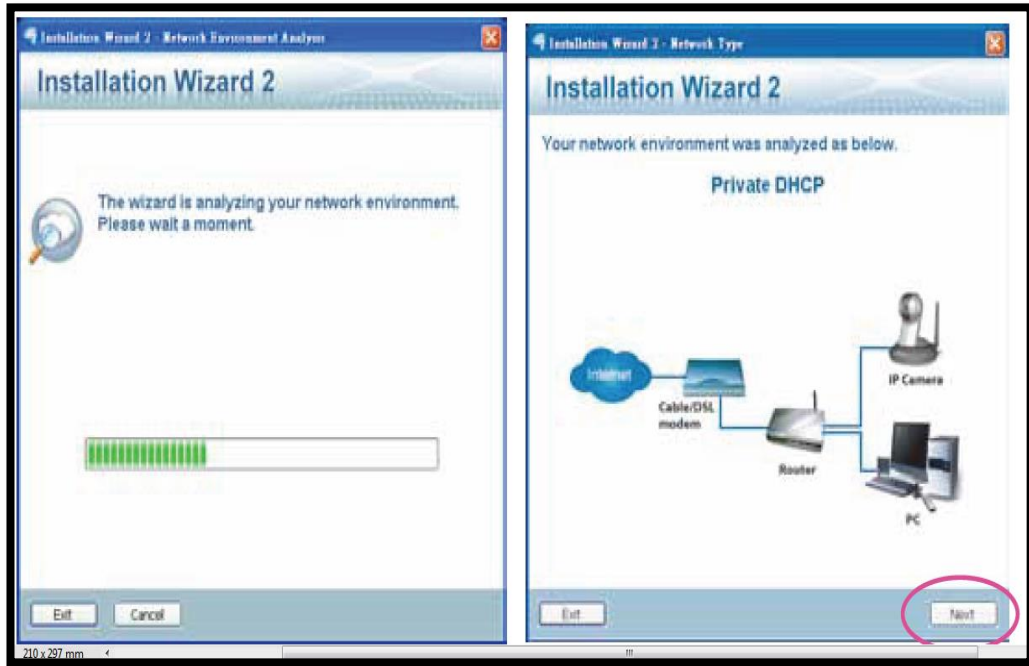 Installation Wizard 2 - Network Environment Analysis
Installation Wizard 2
The wizard is analyzing your network environment.
Please wait a moment.
Exit
Cancel
Installation Wizard 2 - Network Type
Installation Wizard 2
Your network environment was analyzed as below.
Private DHCP
Internet
Cable/DSL
modem
Router
IP Camera
PC
Exit
Next
210 x 297 mm